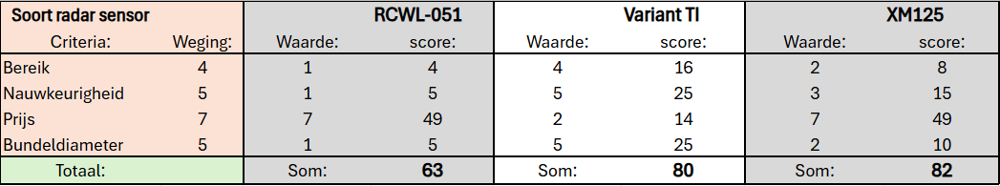 Soort radar sensor RCWL-051 Variant TI XM125
Criteria: Weging: Waarde: score: Waarde: score: Waarde: score:
Bereik 4 1 4 4 16 2 8
Nauwkeurigheid 5 1 5 5 25 3 15
Prijs 7 7 49 2 14 7 49
Bundeldiameter 5 1 5 5 25 2 10
Totaal: Som: 63 Som: 80 Som: 82